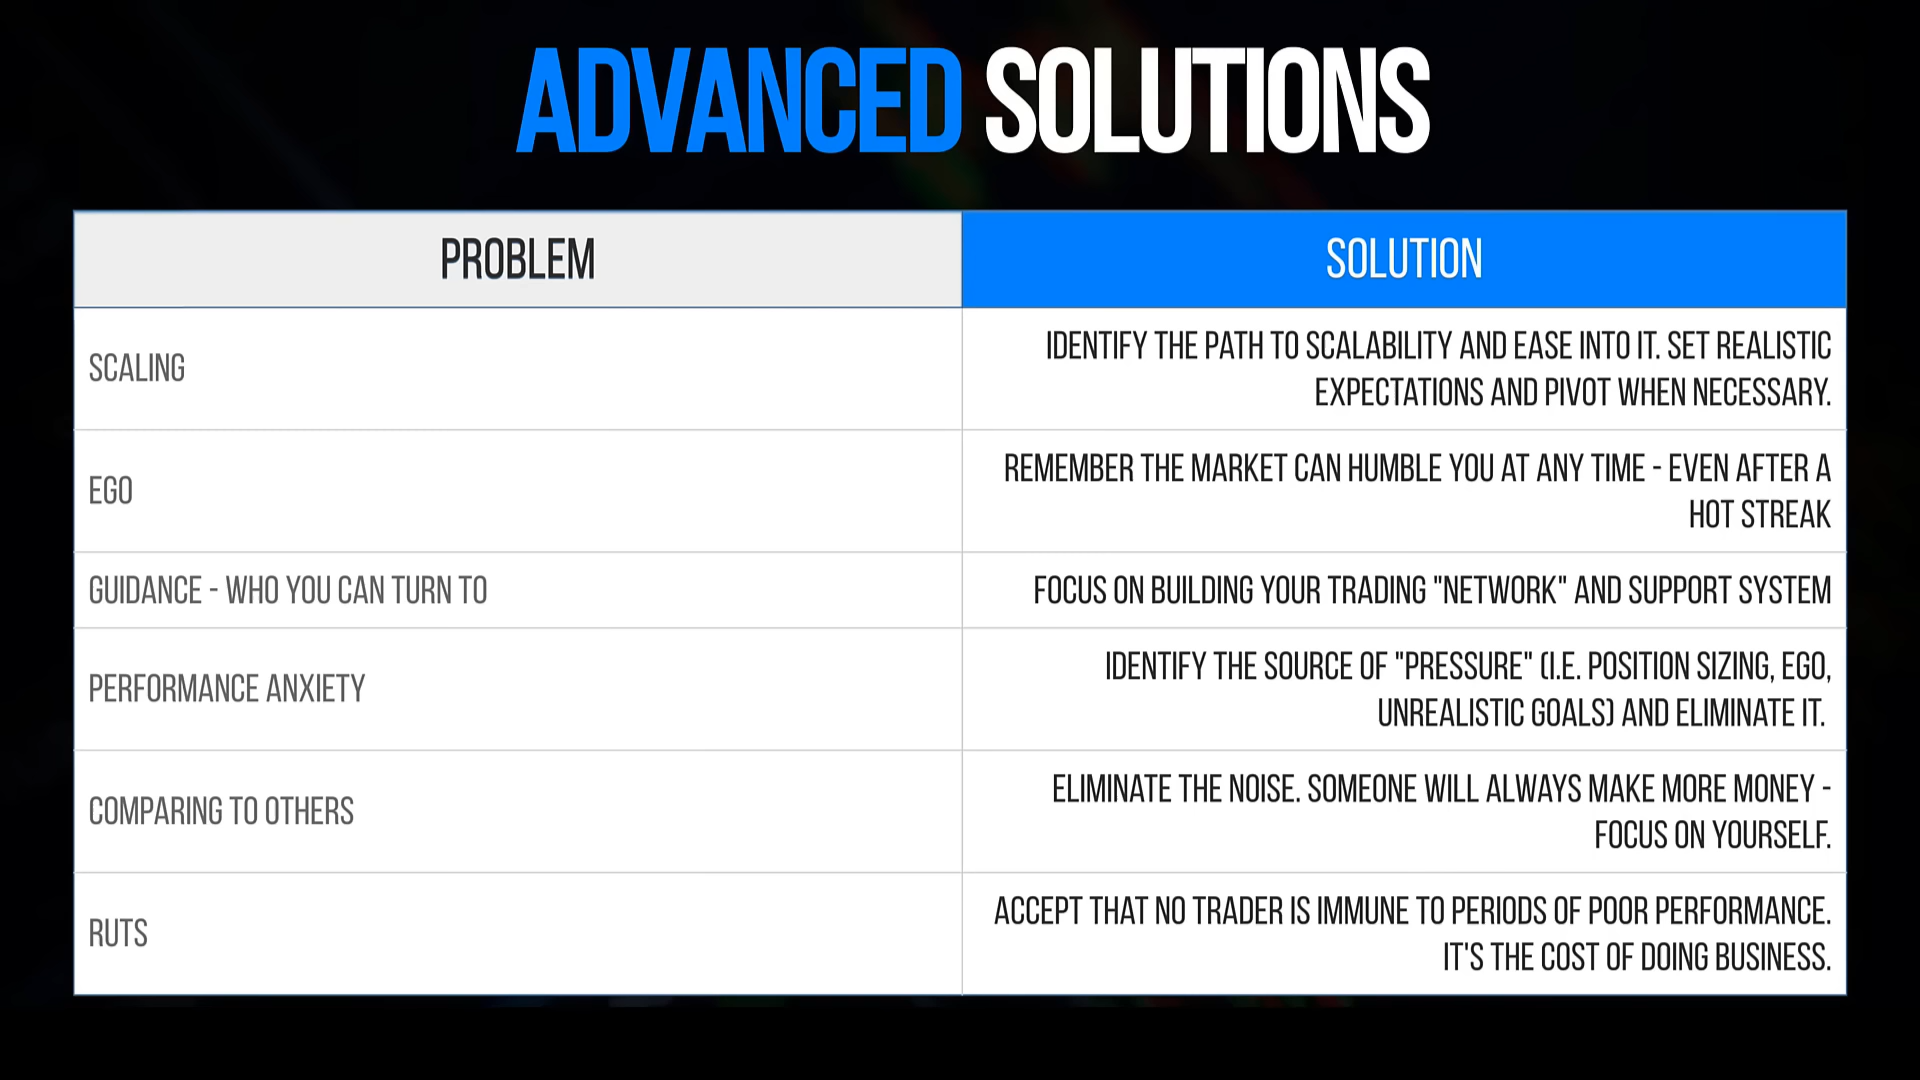 ADVANCED SOLUTIONS
PROBLEM
SOLUTION
SCALING
IDENTIFY THE PATH TO SCALABILITY AND EASE INTO IT. SET REALISTIC
EXPECTATIONS AND PIVOT WHEN NECESSARY.
EGO
REMEMBER THE MARKET CAN HUMBLE YOU AT ANY TIME - EVEN AFTER A
HOT STREAK
GUIDANCE - WHO YOU CAN TURN TO
FOCUS ON BUILDING YOUR TRADING "NETWORK" AND SUPPORT SYSTEM
PERFORMANCE ANXIETY
IDENTIFY THE SOURCE OF "PRESSURE" (I.E. POSITION SIZING, EGO,
UNREALISTIC GOALS) AND ELIMINATE IT.
COMPARING TO OTHERS
ELIMINATE THE NOISE. SOMEONE WILL ALWAYS MAKE MORE MONEY -
FOCUS ON YOURSELF.
RUTS
ACCEPT THAT NO TRADER IS IMMUNE TO PERIODS OF POOR PERFORMANCE.
IT'S THE COST OF DOING BUSINESS.